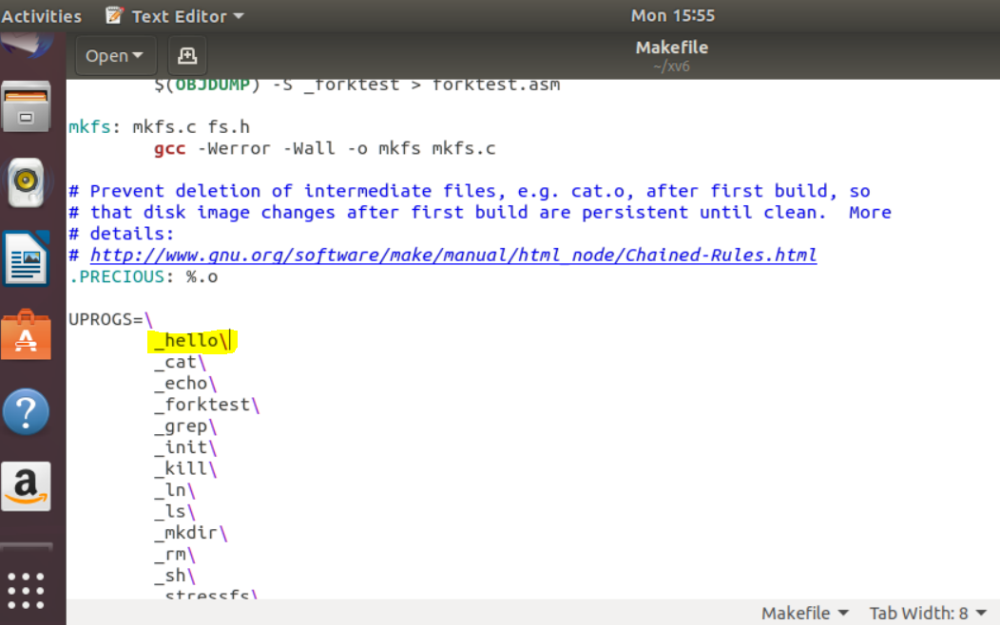 Activities Text Editor Mon 15:55
Open Makefile
~/xv6
$(OBJDUMP) -S _forktest > forktest.asm
mkfs: mkfs.c fs.h
gcc -Werror -Wall -o mkfs mkfs.c
# Prevent deletion of intermediate files, e.g. cat.o, after first build, so
# that disk image changes after first build are persistent until clean.  More
# details:
# http://www.gnu.org/software/make/manual/html_node/Chained-Rules.html
.PRECIOUS: %.o
UPROGS=\
_hello\
_cat\
_echo\
_forktest\
_grep\
_init\
_kill\
_ln\
_ls\
_mkdir\
_rm\
_sh\
_stressfs\
Makefile Tab Width: 8